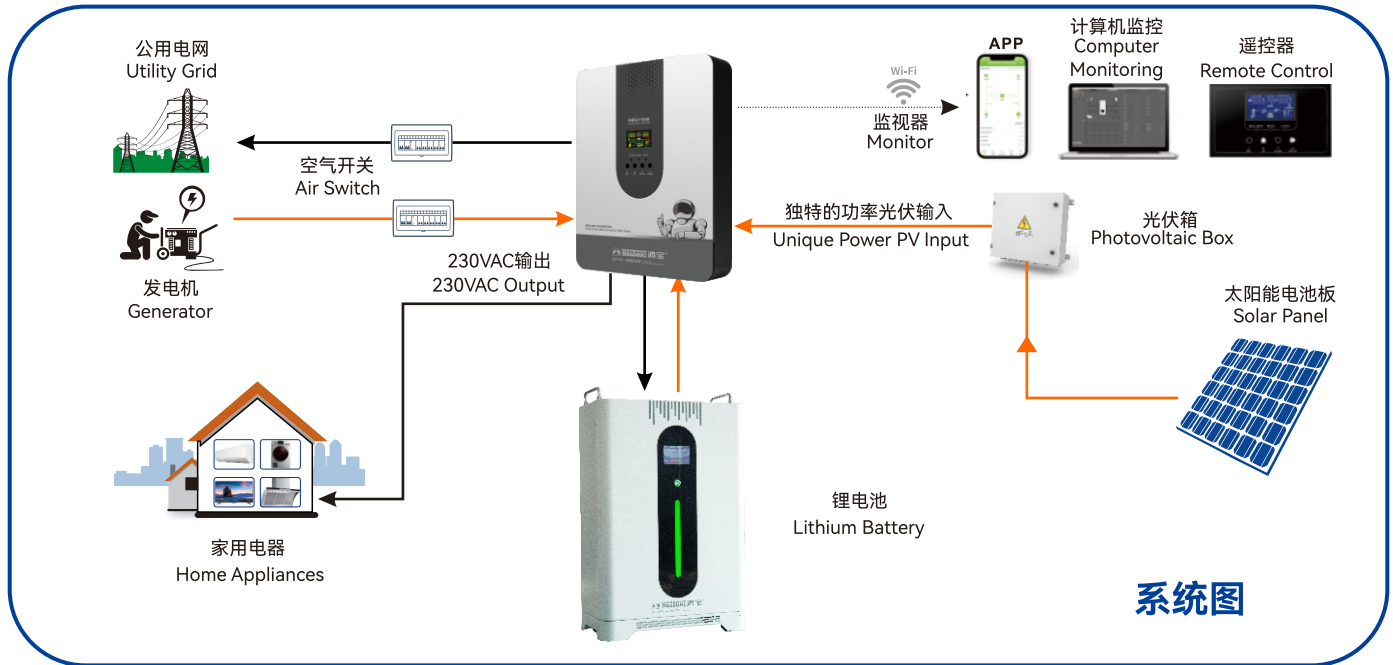 公用电网
Utility Grid
空气开关
Air Switch
发电机
Generator
230VAC输出
230VAC Output
家用电器
Home Appliances
Wi-Fi
监视器
Monitor
APP
计算机监控
Computer
Monitoring
遥控器
Remote Control
独特的功率光伏输入
Unique Power PV Input
光伏箱
Photovoltaic Box
太阳能电池板
Solar Panel
锂电池
Lithium Battery
系统图